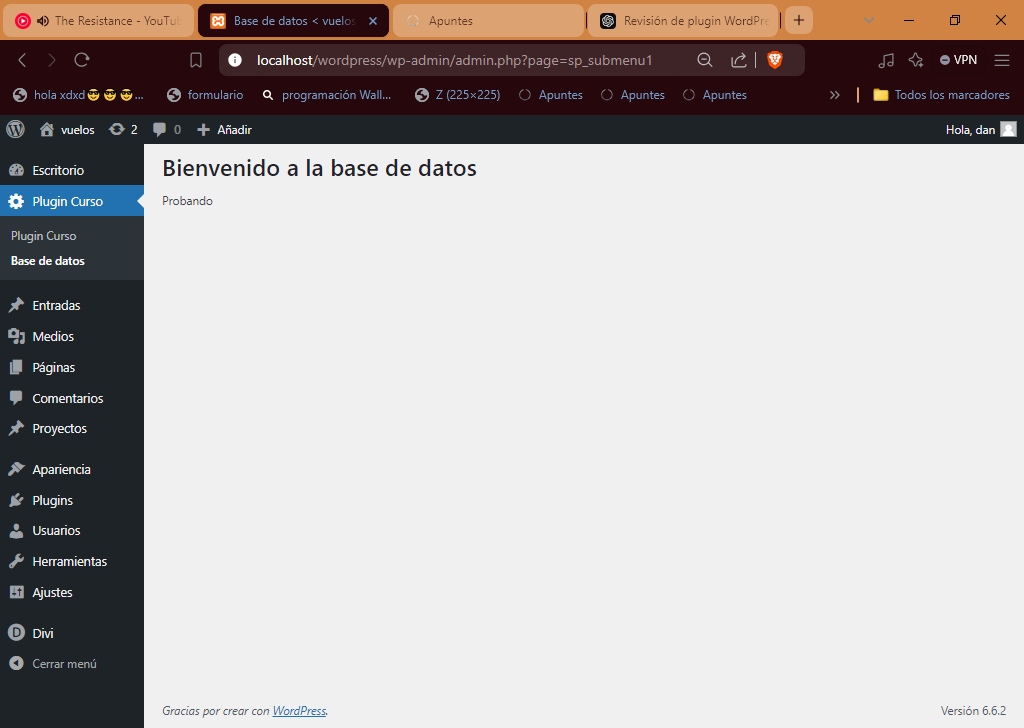 The Resistance - YouTu
Base de datos < vuelos
Apuntes
Revisión de plugin WordPre
localhost/wordpress/wp-admin/admin.php?page=sp_submenu1
VPN
hola xdxd😎😎😎...
formulario
programación Wall...
Z (225×225)
Apuntes
Apuntes
Apuntes
Todos los marcadores
vuelos
2
0
Añadir
Hola, dan
Escritorio
Plugin Curso
Plugin Curso
Base de datos
Entradas
Medios
Páginas
Comentarios
Proyectos
Apariencia
Plugins
Usuarios
Herramientas
Ajustes
Divi
Cerrar menú
Bienvenido a la base de datos
Probando
Gracias por crear con WordPress.
Versión 6.6.2